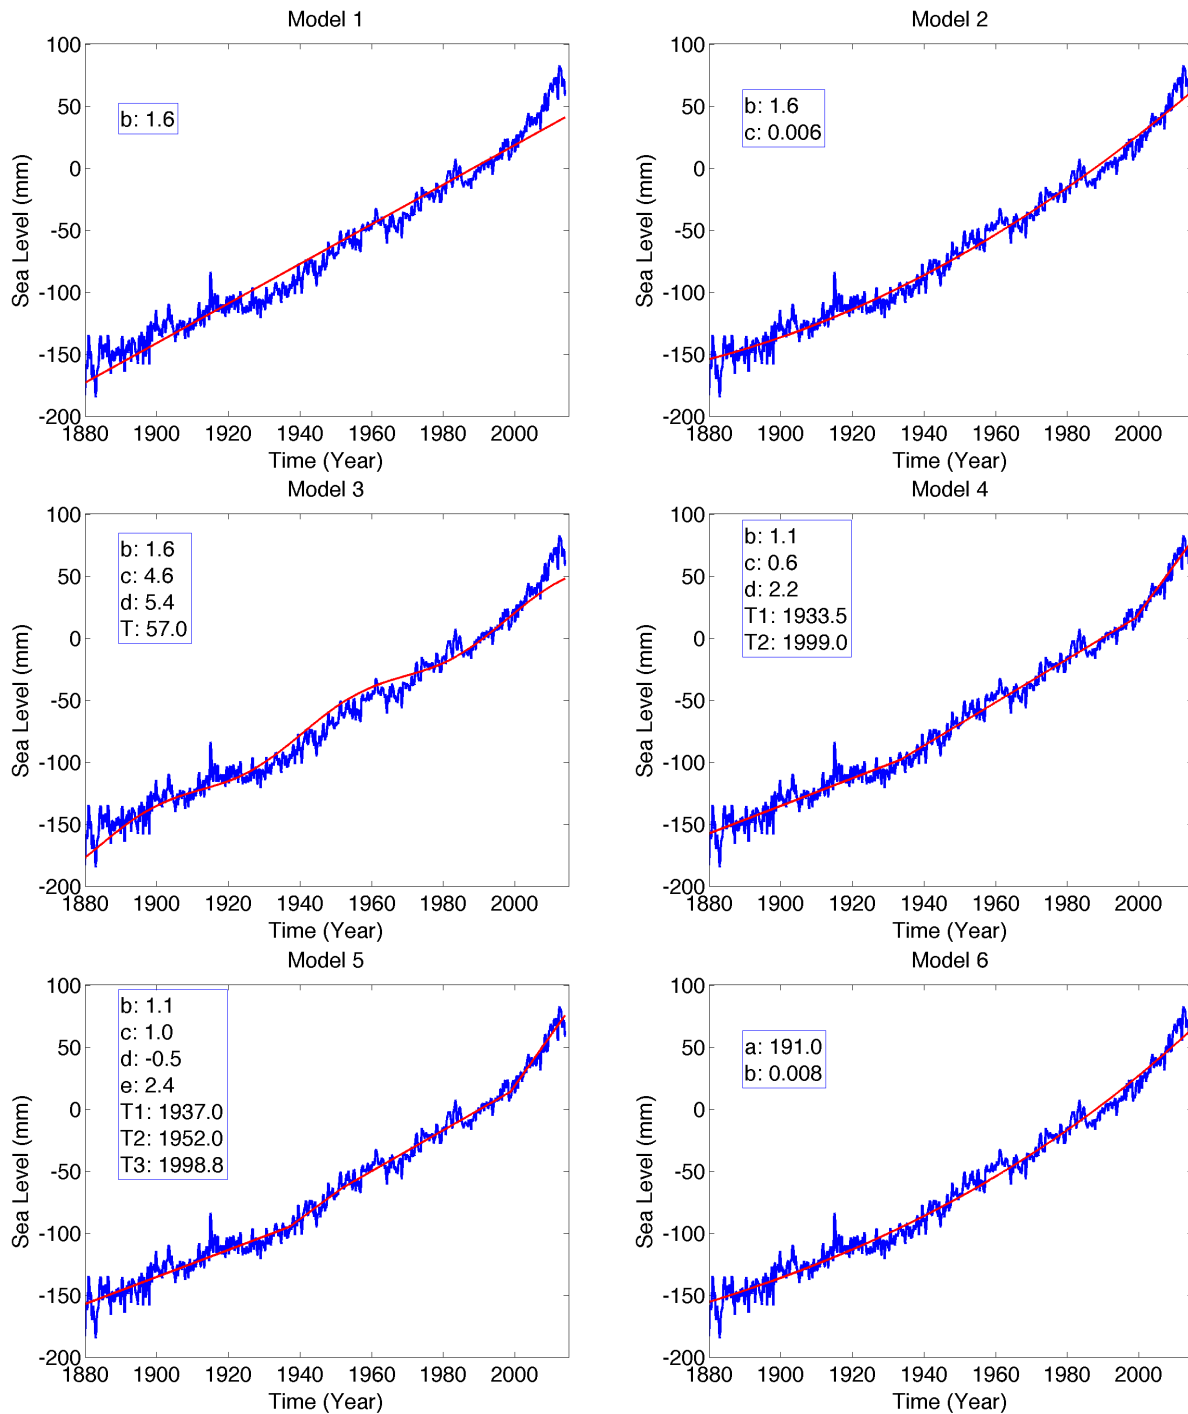 Model 1
100
50
0
-50
-100
-150
-200
Sea Level (mm)
b: 1.6
1880 1900 1920 1940 1960 1980 2000
Time (Year)
Model 2
100
50
0
-50
-100
-150
-200
Sea Level (mm)
b: 1.6
c: 0.006
1880 1900 1920 1940 1960 1980 2000
Time (Year)
Model 3
100
50
0
-50
-100
-150
-200
Sea Level (mm)
b: 1.6
c: 4.6
d: 5.4
T: 57.0
1880 1900 1920 1940 1960 1980 2000
Time (Year)
Model 4
100
50
0
-50
-100
-150
-200
Sea Level (mm)
b: 1.1
c: 0.6
d: 2.2
T1: 1933.5
T2: 1999.0
1880 1900 1920 1940 1960 1980 2000
Time (Year)
Model 5
100
50
0
-50
-100
-150
-200
Sea Level (mm)
b: 1.1
c: 1.0
d: -0.5
e: 2.4
T1: 1937.0
T2: 1952.0
T3: 1998.8
1880 1900 1920 1940 1960 1980 2000
Time (Year)
Model 6
100
50
0
-50
-100
-150
-200
Sea Level (mm)
a: 191.0
b: 0.008
1880 1900 1920 1940 1960 1980 2000
Time (Year)